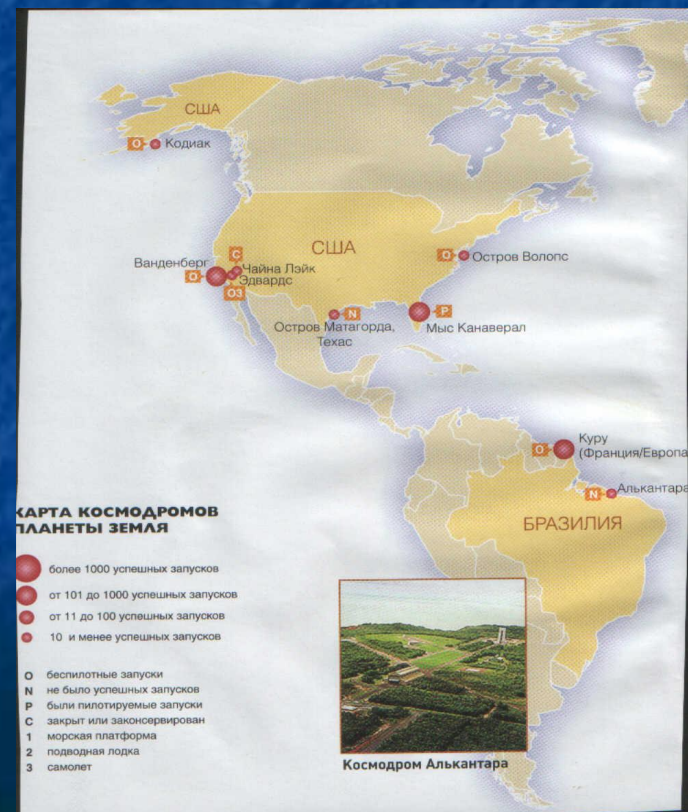 США
О Кодиак
США
Ванденберг
С
Чайна Лэйк
О
Эдвардс
О3
О Остров Волопс
N
Остров Матагорда,
Техас
Р
Мыс Канаверал
О
Куру
(Франция/Европа
N
Алькантара
БРАЗИЛИЯ
КАРТА КОСМОДРОМОВ
ПЛАНЕТЫ ЗЕМЛЯ
более 1000 успешных запусков
от 101 до 1000 успешных запусков
от 11 до 100 успешных запусков
10 и менее успешных запусков
О беспилотные запуски
N не было успешных запусков
Р были пилотируемые запуски
С закрыт или законсервирован
1 морская платформа
2 подводная лодка
3 самолет
Космодром Алькантара